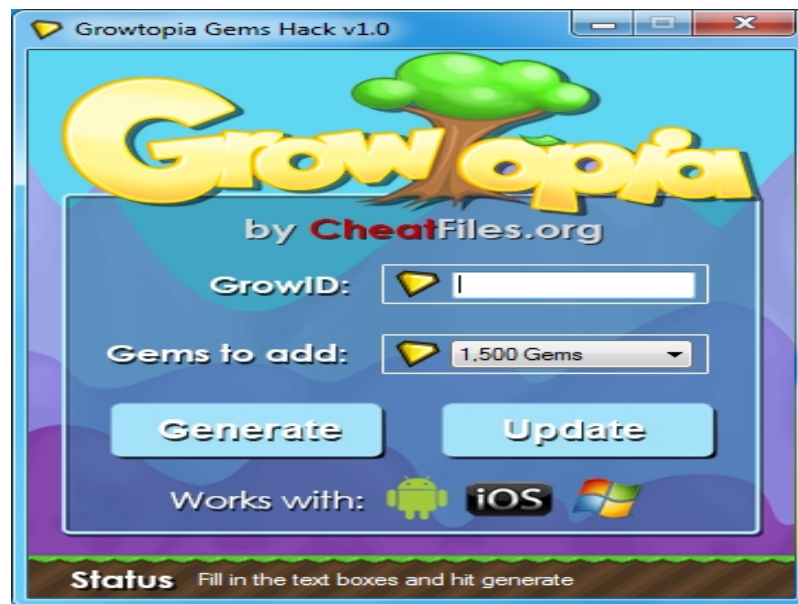 Growtopia Gems Hack v1.0
Growtopia
by CheatFiles.org
GrowID:
Gems to add: 1,500 Gems
Generate Update
Works with: iOS
Status Fill in the text boxes and hit generate